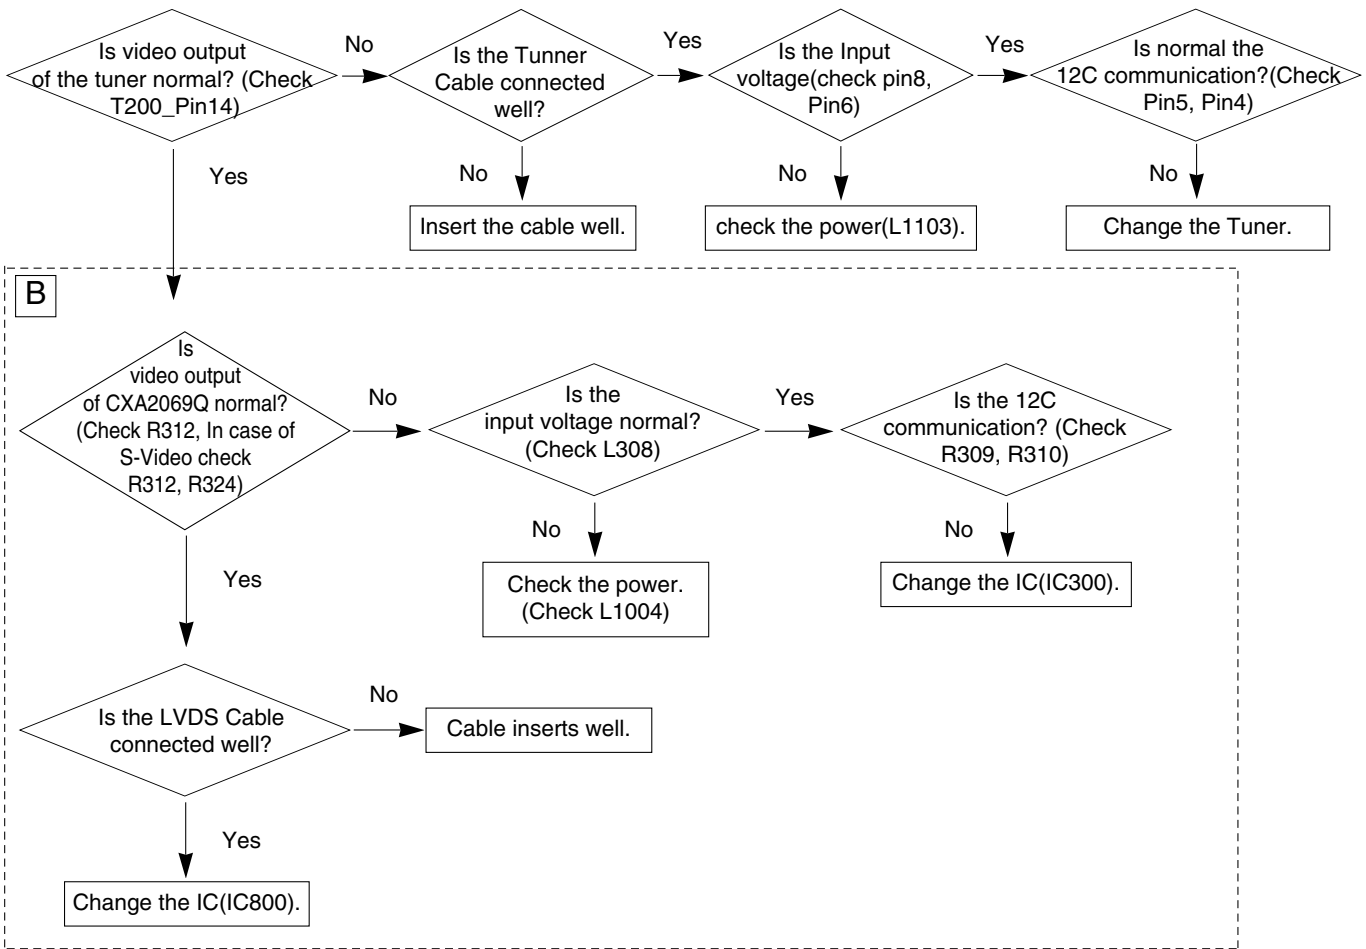 Is video output
of the tuner normal? (Check
T200_Pin14)
No
Is the Tunner
Cable connected
well?
Yes
Is the Input
voltage(check pin8,
Pin6)
Yes
Is normal the
12C communication?(Check
Pin5, Pin4)
Yes
No
No
No
Insert the cable well.
check the power(L1103).
Change the Tuner.
B
Is
video output
of CXA2069Q normal?
(Check R312, In case of
S-Video check
R312, R324)
No
Is the
input voltage normal?
(Check L308)
Yes
Is the 12C
communication? (Check
R309, R310)
Yes
No
No
Check the power.
(Check L1004)
Change the IC(IC300).
Is the LVDS Cable
connected well?
No
Cable inserts well.
Yes
Change the IC(IC800).